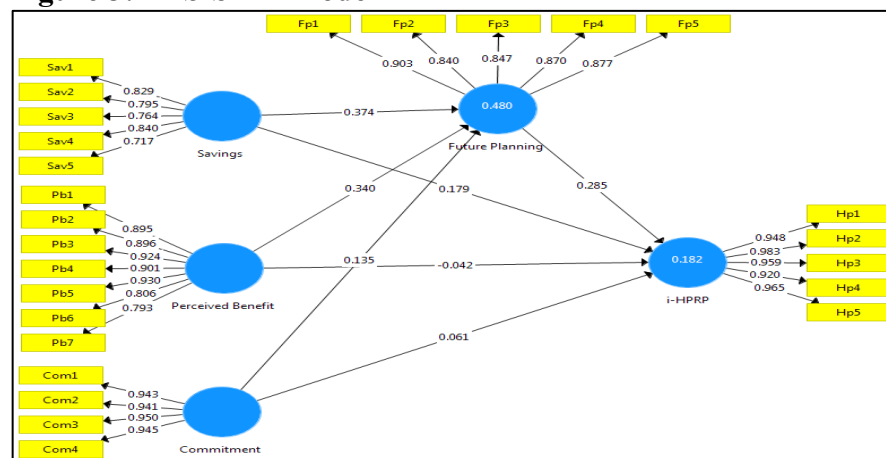 Fp1 Fp2 Fp3 Fp4 Fp5
0.903 0.840 0.847 0.870 0.877
Sav1
Sav2
Sav3
Sav4
Sav5
0.829
0.795
0.764
0.840
0.717
Savings
0.374
0.480
Future Planning
0.340
0.179
0.285
Pb1
Pb2
Pb3
Pb4
Pb5
Pb6
Pb7
0.895
0.896
0.924
0.901
0.930
0.806
0.793
Perceived Benefit
0.135
-0.042
0.182
i-HPRP
Hp1
Hp2
Hp3
Hp4
Hp5
0.948
0.983
0.959
0.920
0.965
0.061
Com1
Com2
Com3
Com4
0.943
0.941
0.950
0.945
Commitment